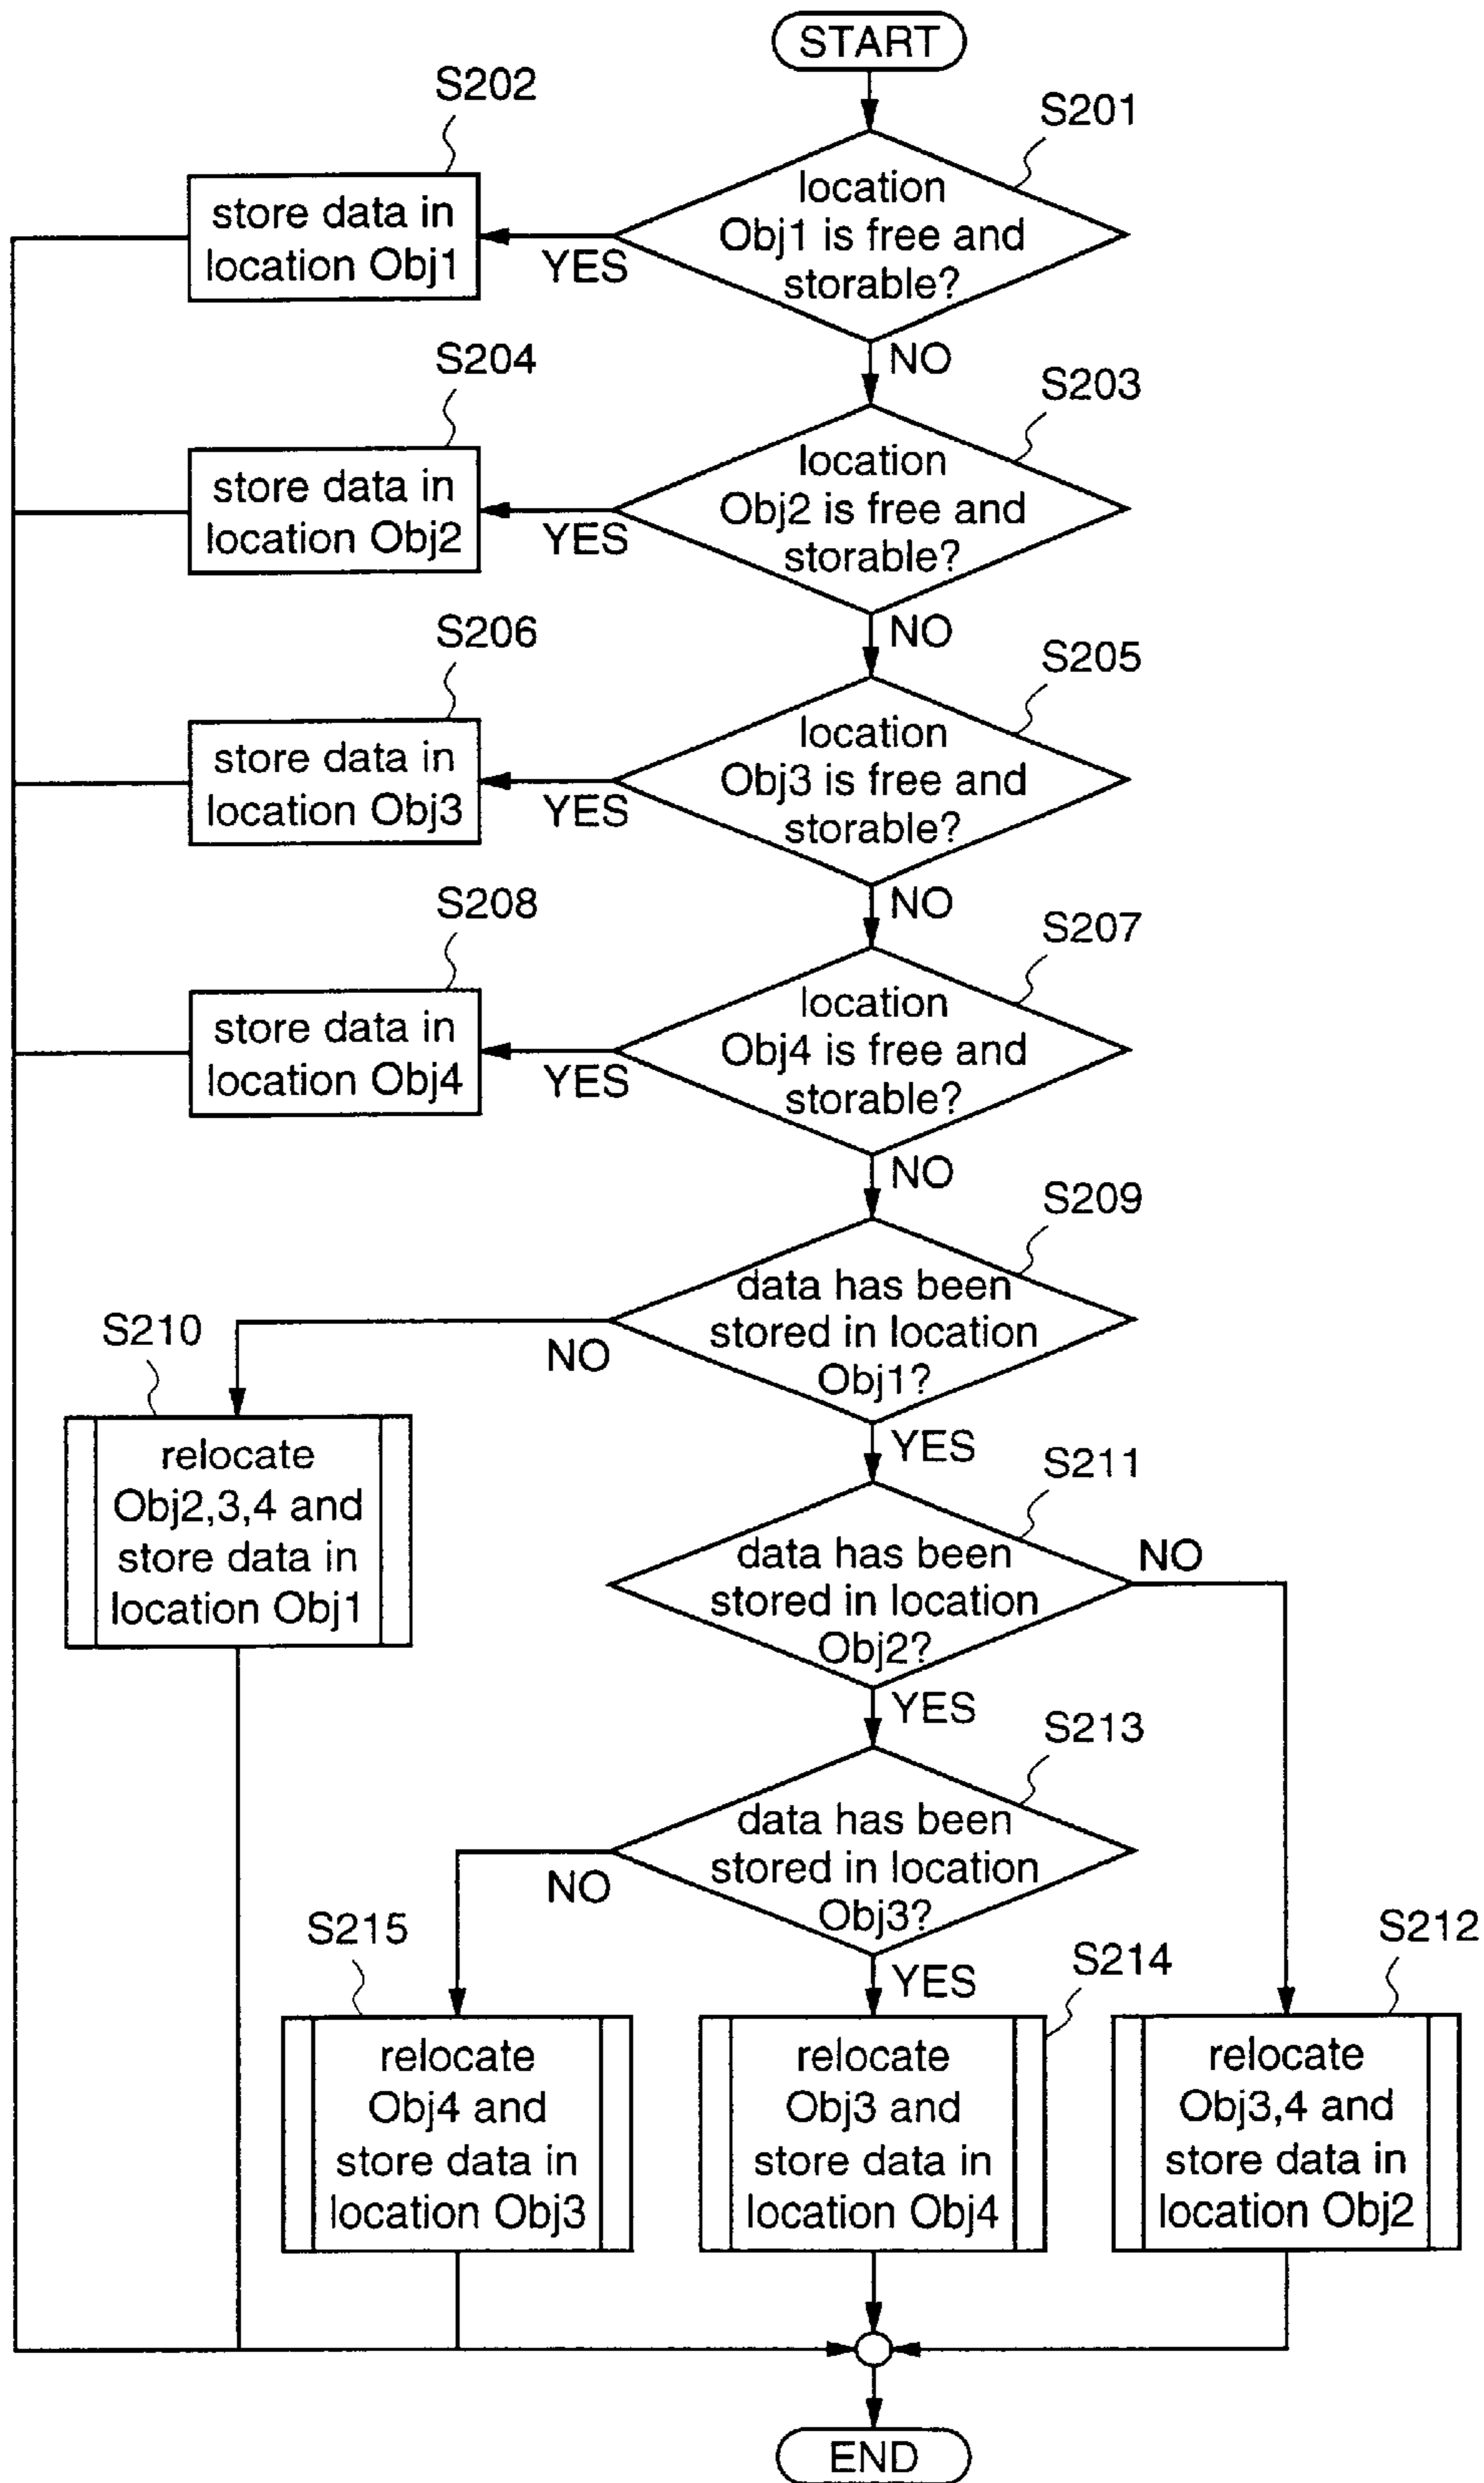 START
S201
location
Obj1 is free and
storable?
YES
S202
store data in
location Obj1
NO
S203
location
Obj2 is free and
storable?
YES
S204
store data in
location Obj2
NO
S205
location
Obj3 is free and
storable?
YES
S206
store data in
location Obj3
NO
S207
location
Obj4 is free and
storable?
YES
S208
store data in
location Obj4
NO
S209
data has been
stored in location
Obj1?
NO
S210
relocate
Obj2,3,4 and
store data in
location Obj1
YES
S211
data has been
stored in location
Obj2?
NO
YES
S213
data has been
stored in location
Obj3?
NO
S215
relocate
Obj4 and
store data in
location Obj3
YES
S214
relocate
Obj3 and
store data in
location Obj4
S212
relocate
Obj3,4 and
store data in
location Obj2
END